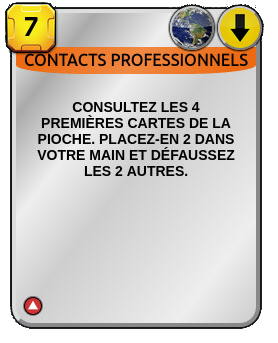 7
CONTACTS PROFESSIONNELS
CONSULTEZ LES 4
PREMIÈRES CARTES DE LA
PIOCHE. PLACEZ-EN 2 DANS
VOTRE MAIN ET DÉFAUSSEZ
LES 2 AUTRES.